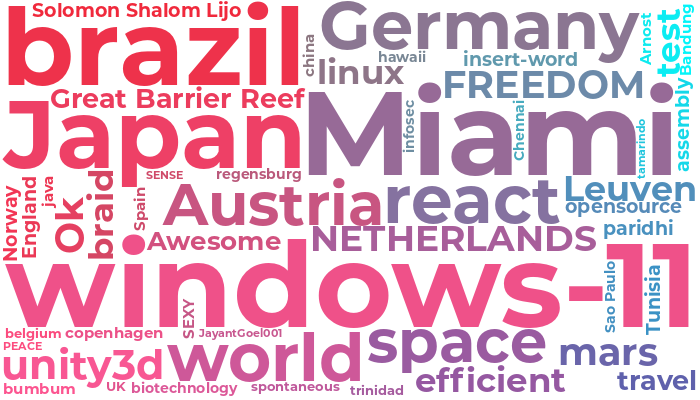 Solomon Shalom Lijo
brazil
china
Germany
hawaii
linux
insert-word
Arnost
test
Bandung
FREEDOM
Great Barrier Reef
Japan
Miami
infosec
Chennai
tamarindo
assembly
SENSE
regensburg
Norway
England
java
Ok
braid
Spain
Austria
react
Leuven
opensource
Awesome
NETHERLANDS
paridhi
windows-11
Sao Paulo
Tunisia
SEXY
belgium
copenhagen
JayantGoel001
PEACE
unity3d
world
space
mars
bumbum
UK
biotechnology
spontaneous
trinidad
efficient
travel